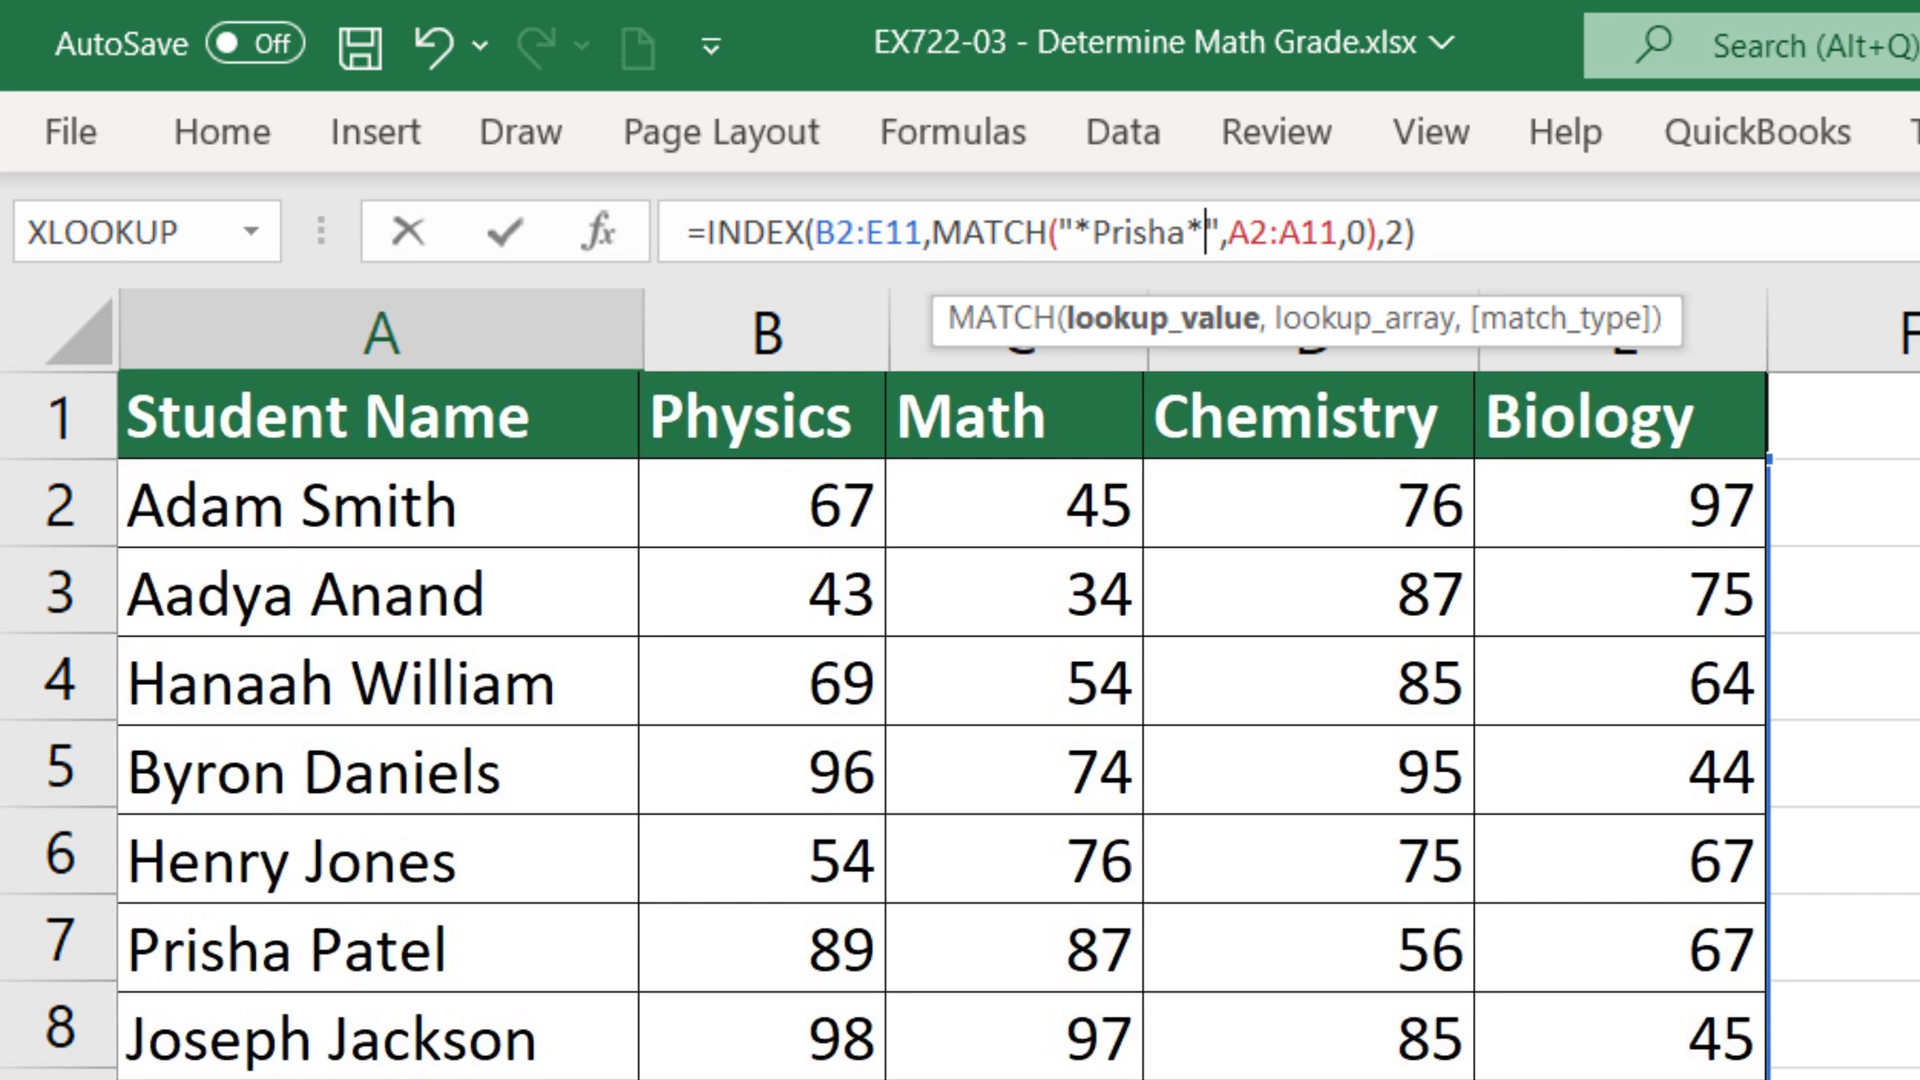 AutoSave Off EX722-03 - Determine Math Grade.xlsx Search (Alt+Q)
File Home Insert Draw Page Layout Formulas Data Review View Help QuickBooks
XLOOKUP fx =INDEX(B2:E11,MATCH("*Prisha*",A2:A11,0),2)
MATCH(lookup_value, lookup_array, [match_type])
A B
1 Student Name Physics Math Chemistry Biology
2 Adam Smith 67 45 76 97
3 Aadya Anand 43 34 87 75
4 Hanaah William 69 54 85 64
5 Byron Daniels 96 74 95 44
6 Henry Jones 54 76 75 67
7 Prisha Patel 89 87 56 67
8 Joseph Jackson 98 97 85 45